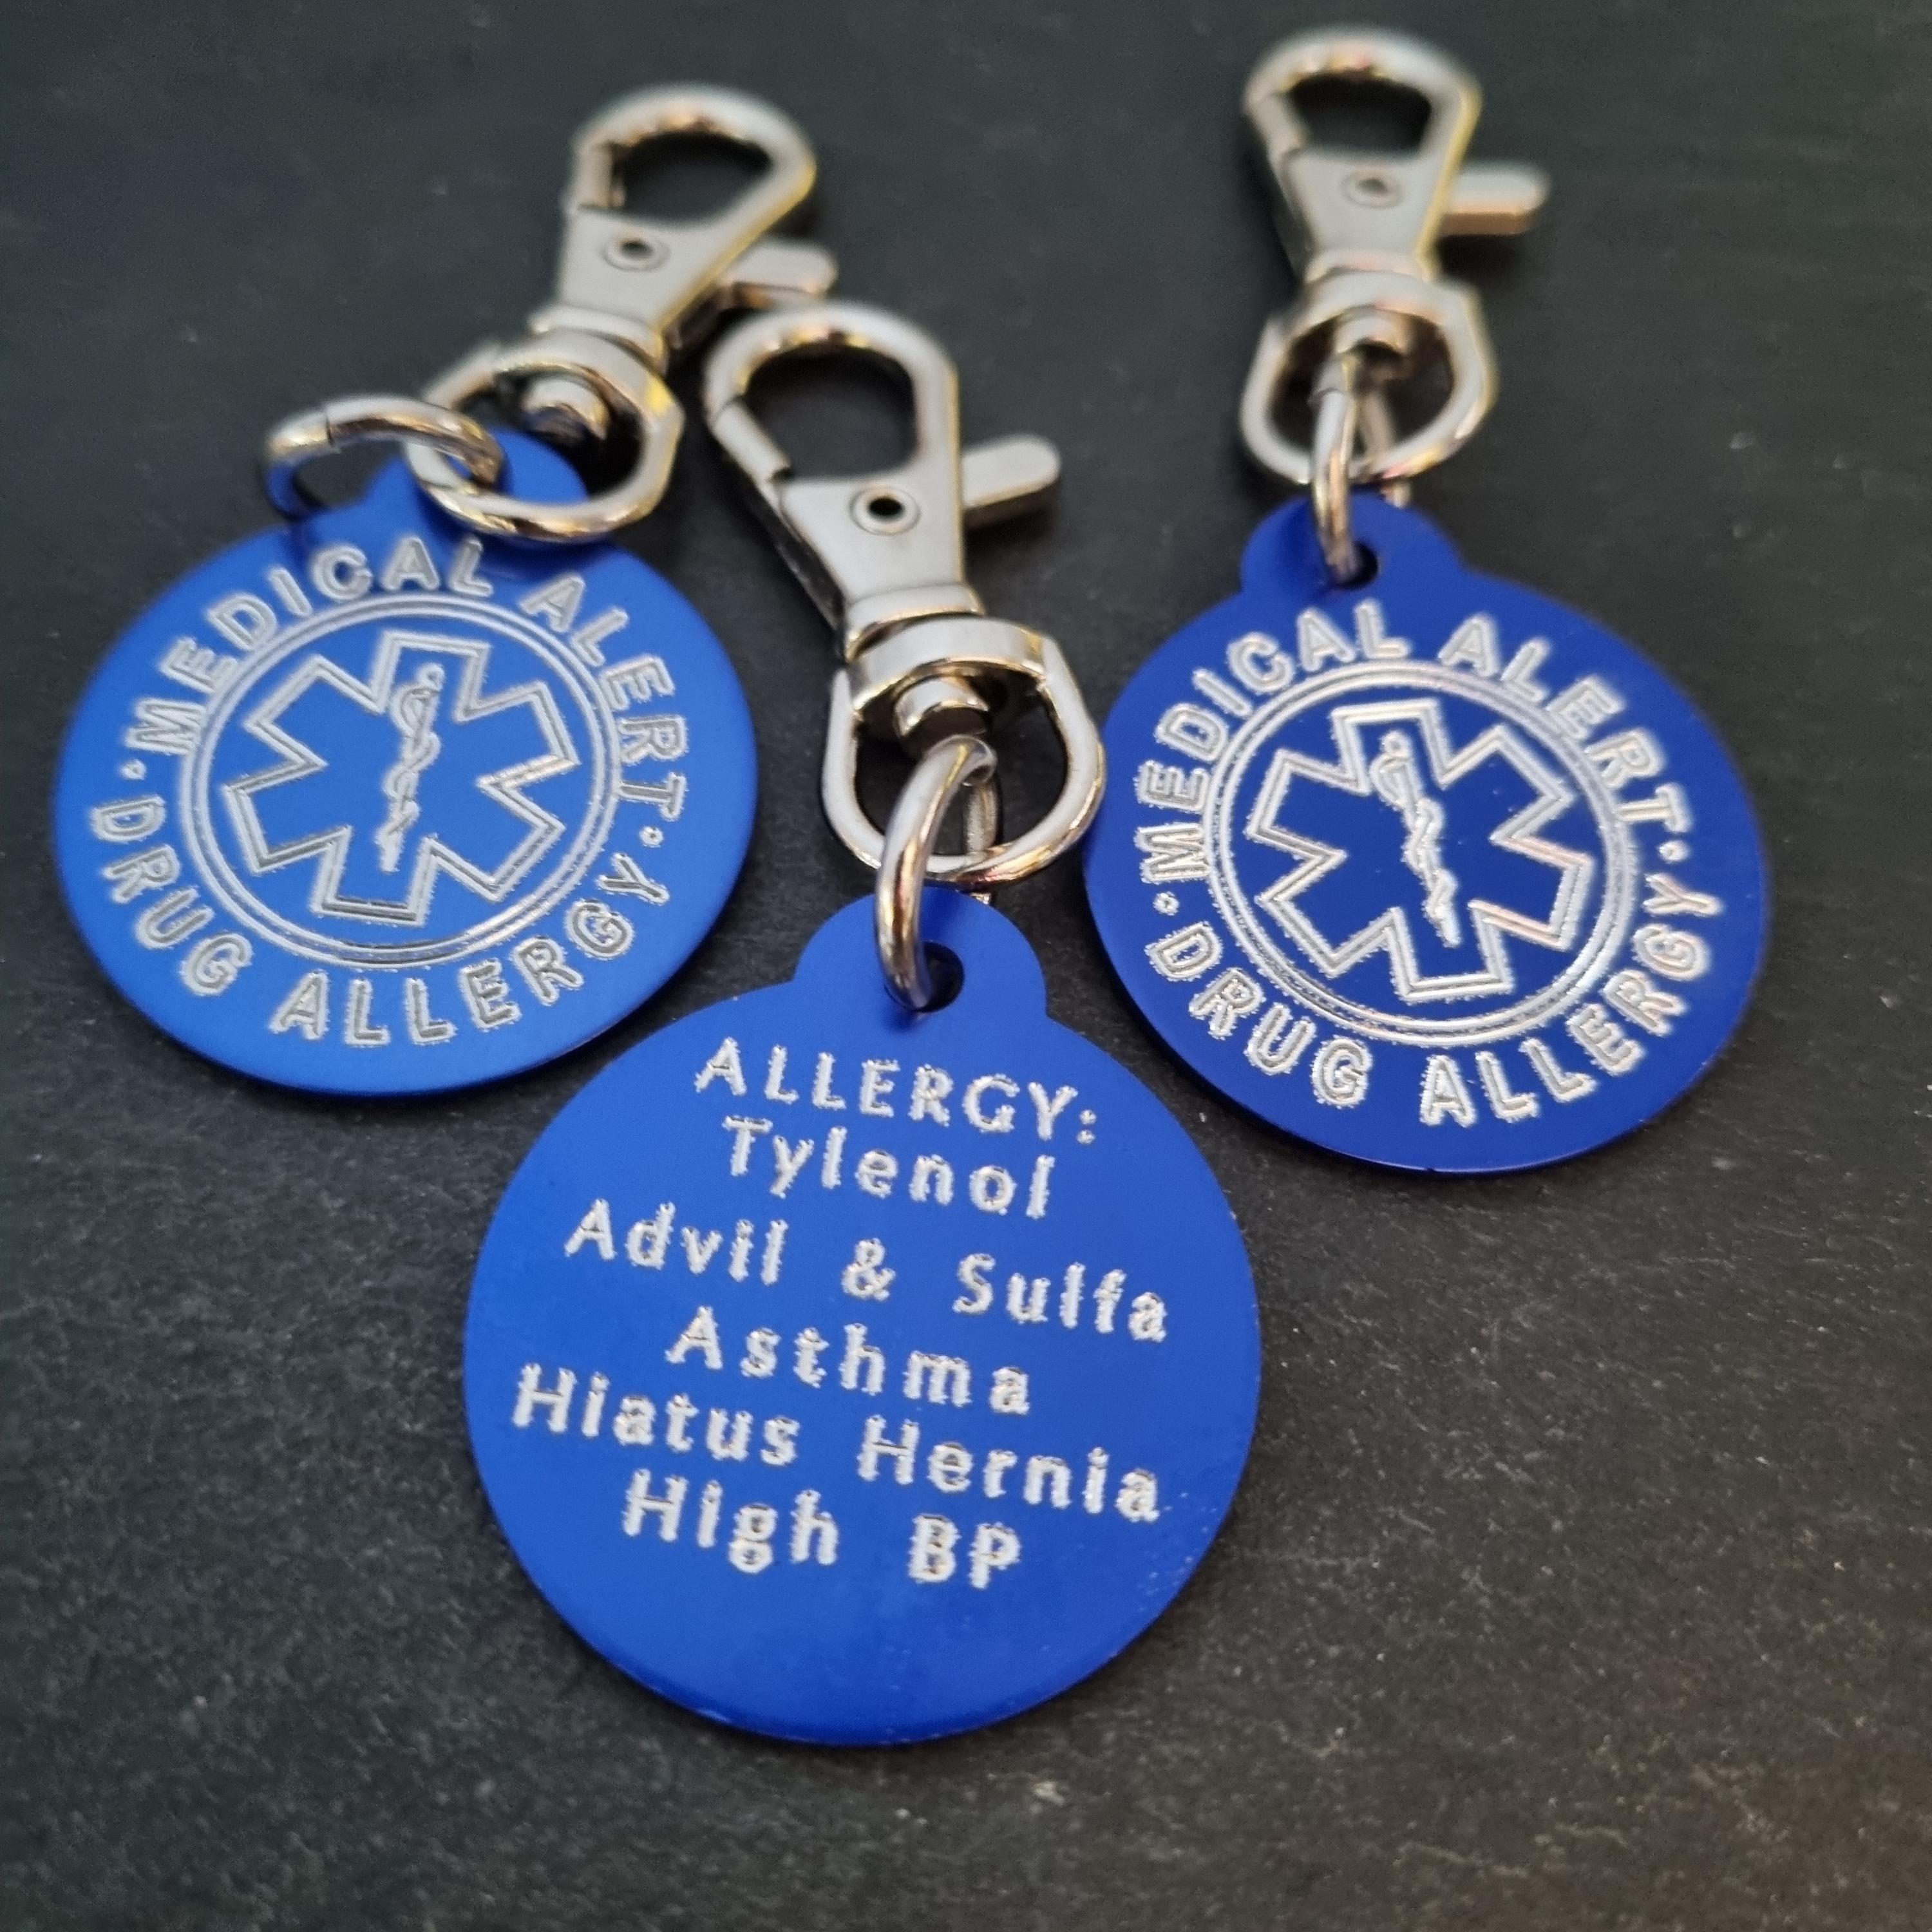 ·MEDICAL ALERT·
DRUG ALLERGY
·MEDICAL ALERT·
DRUG ALLERGY
ALLERGY:
Tylenol
Advil & Sulfa
Asthma
Hiatus Hernia
High BP